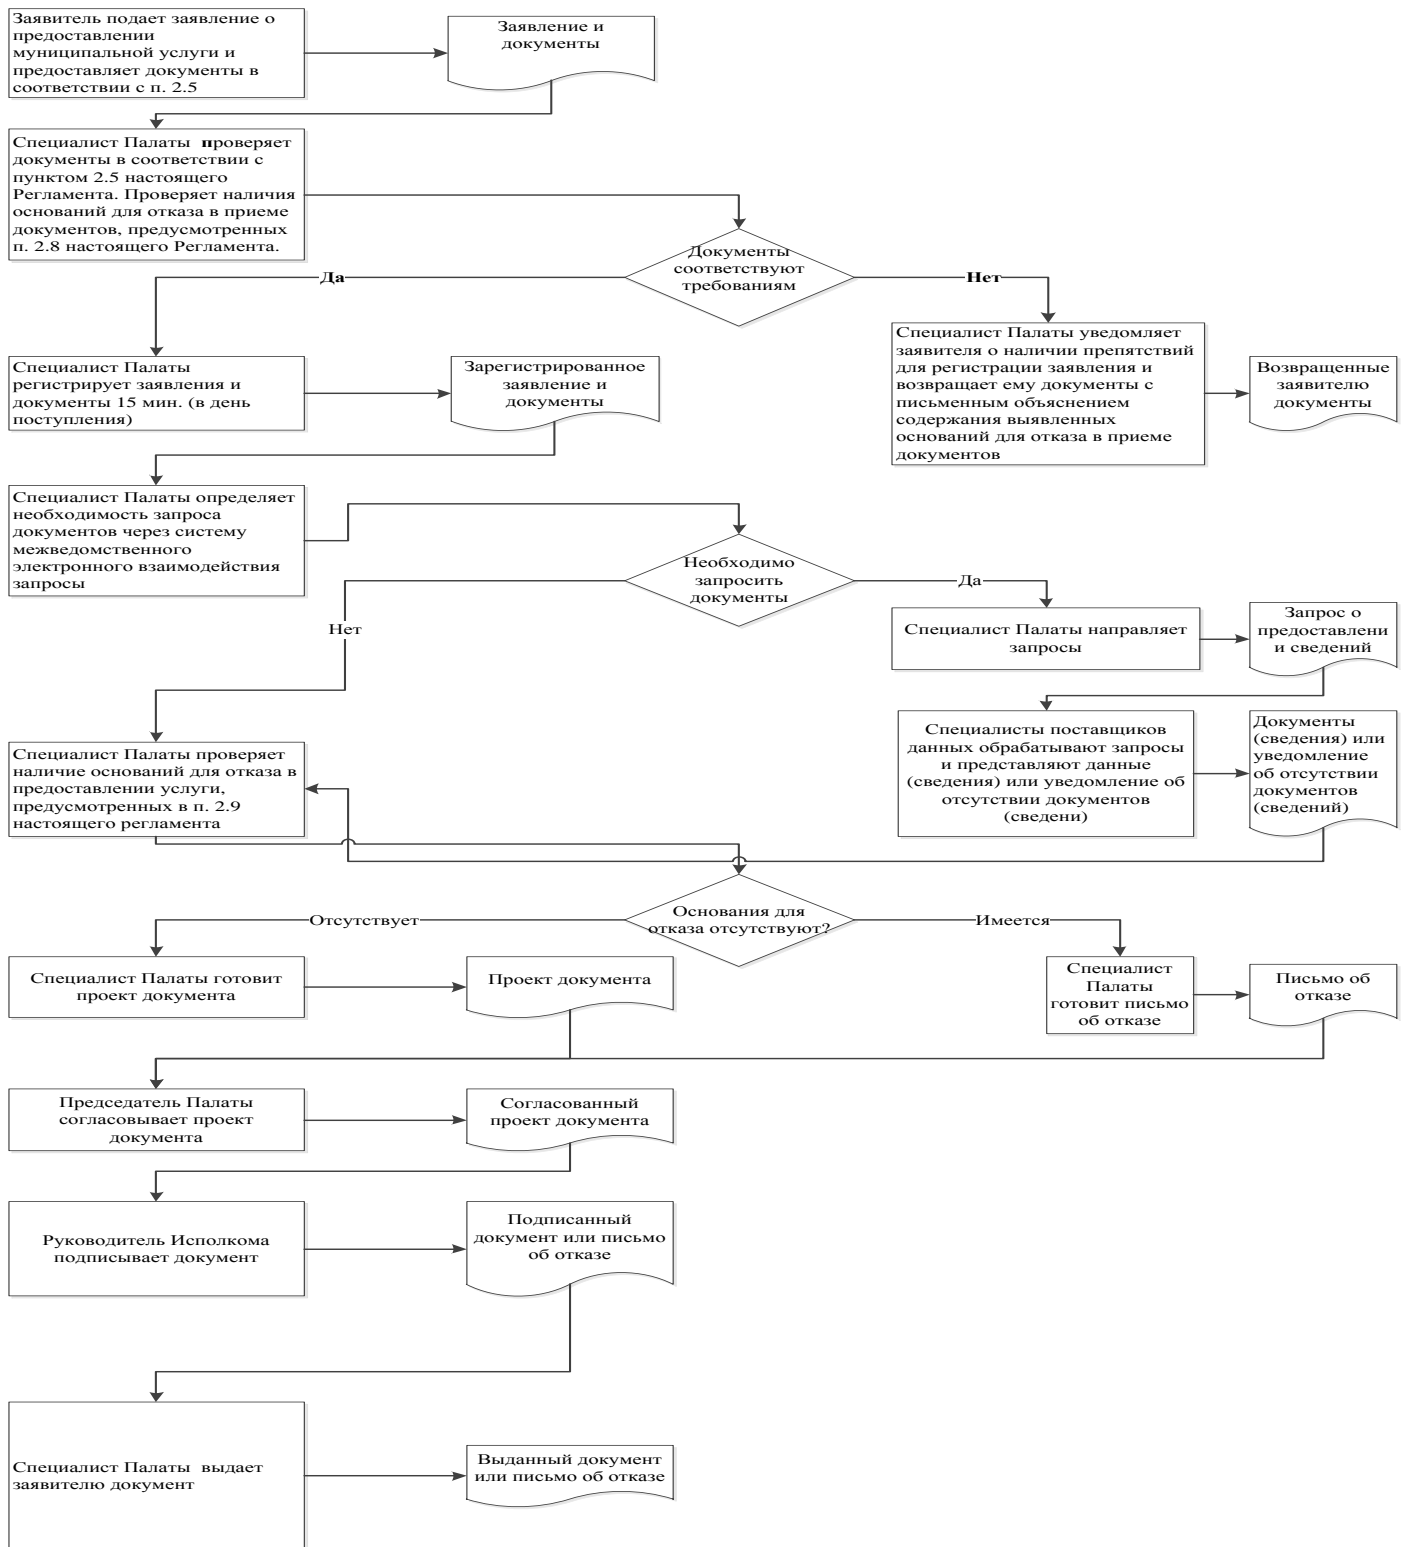 Заявитель подает заявление о
предоставлении
муниципальной услуги и
предоставляет документы в
соответствии с п. 2.5
Заявление и
документы
Специалист Палаты  проверяет
документы в соответствии с
пунктом 2.5 настоящего
Регламента. Проверяет наличия
оснований для отказа в приеме
документов, предусмотренных
п. 2.8 настоящего Регламента.
Документы
соответствуют
требованиям
Да
Нет
Специалист Палаты
регистрирует заявления и
документы 15 мин. (в день
поступления)
Зарегистрированное
заявление и
документы
Специалист Палаты уведомляет
заявителя о наличии препятствий
для регистрации заявления и
возвращает ему документы с
письменным объяснением
содержания выявленных
оснований для отказа в приеме
документов
Возвращенные
заявителю
документы
Специалист Палаты определяет
необходимость запроса
документов через систему
межведомственного
электронного взаимодействия
запросы
Необходимо
запросить
документы
Да
Нет
Специалист Палаты направляет
запросы
Запрос о
предоставлени
и сведений
Специалисты поставщиков
данных обрабатывают запросы
и представляют данные
(сведения) или уведомление об
отсутствии документов
(сведени)
Документы
(сведения) или
уведомление
об отсутствии
документов
(сведений)
Специалист Палаты проверяет
наличие оснований для отказа в
предоставлении услуги,
предусмотренных в п. 2.9
настоящего регламента
Основания для
отказа отсутствуют?
Отсутствует
Имеется
Специалист Палаты готовит
проект документа
Проект документа
Специалист
Палаты
готовит письмо
об отказе
Письмо об
отказе
Председатель Палаты
согласовывает проект
документа
Согласованный
проект документа
Руководитель Исполкома
подписывает документ
Подписанный
документ или письмо
об отказе
Специалист Палаты  выдает
заявителю документ
Выданный документ
или письмо об отказе